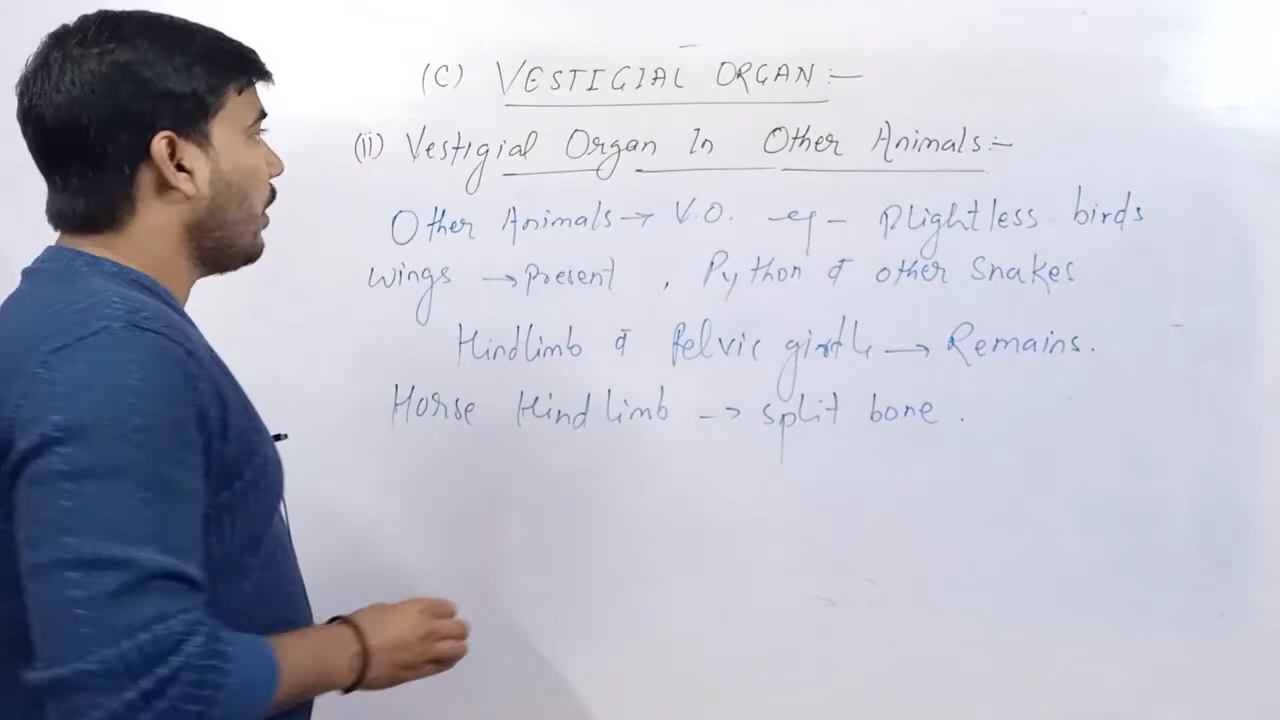 (C) VESTIGIAL ORGAN :—
(ii) Vestigial Organ In Other Animals :—
Other Animals → V.O. - eg - Flightless birds
wings → present , Python & other snakes
Hindlimb & Pelvic girdle → Remains.
Horse Hind limb → split bone .